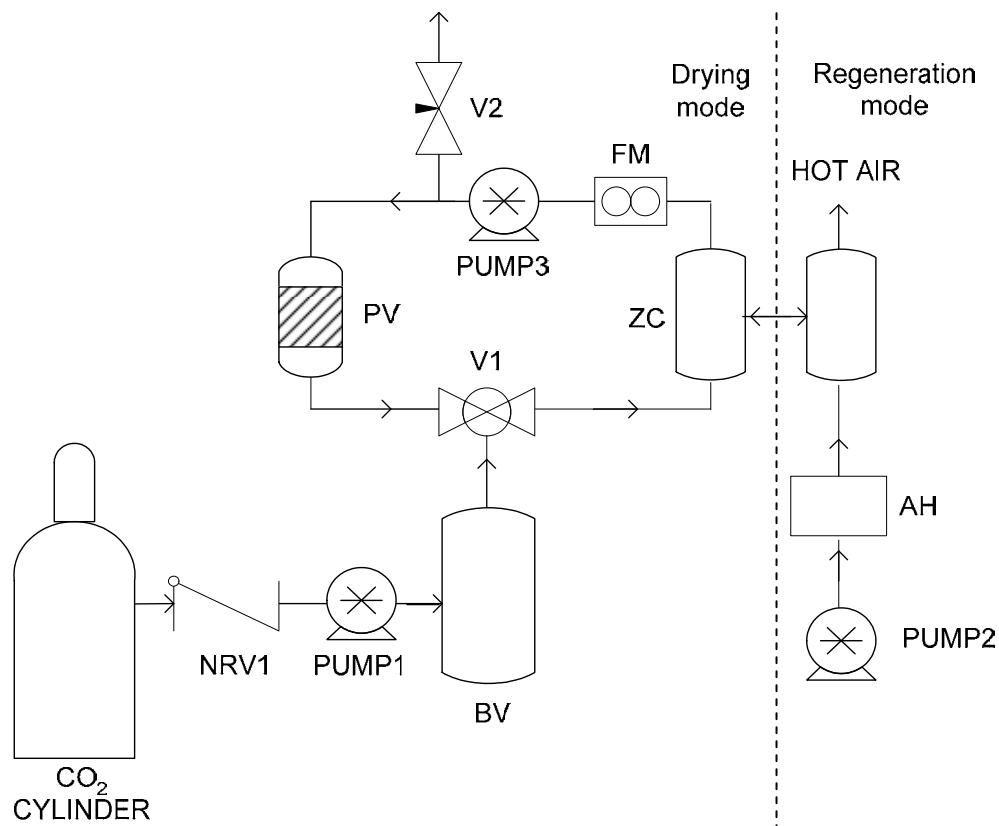 Drying
mode
Regeneration
mode
V2
FM
HOT AIR
PUMP3
PV
ZC
V1
AH
NRV1
PUMP1
PUMP2
BV
CO₂
CYLINDER